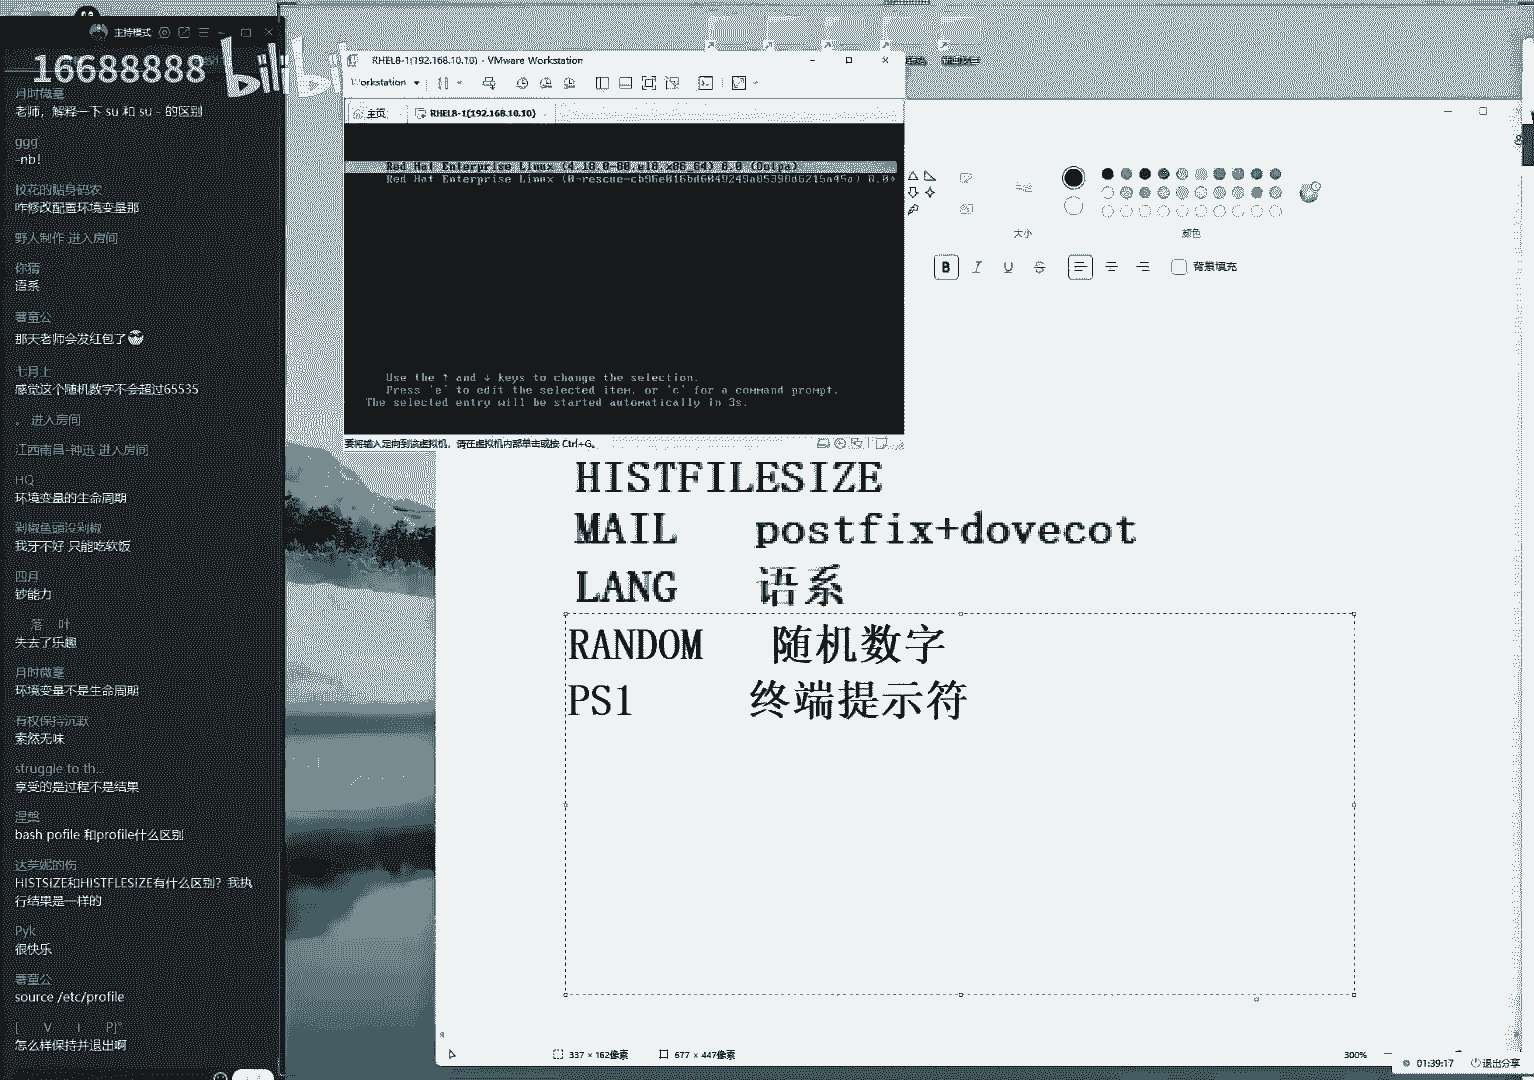 主持模式
16688888
bilibili
月时微毫
老师，解释一下 su 和 su - 的区别
ggg
-nb!
校花的贴身码农
咋修改配置环境变量那
野人制作 进入房间
你猜
语系
薯童公
那天老师会发红包了
七月上
感觉这个随机数字不会超过65535
。 进入房间
江西南昌-钟迅 进入房间
HQ
环境变量的生命周期
剁椒鱼头没剁椒
我牙不好 只能吃软饭
四月
钞能力
落 叶
失去了乐趣
月时微毫
环境变量不是生命周期
有权保持沉默
索然无味
struggle to th...
享受的是过程不是结果
涅槃
bash pofile 和profile什么区别
达芙妮的伤
HISTSIZE和HISTFLESIZE有什么区别？我执
行结果是一样的
Pyk
很快乐
薯童公
source /etc/profile
[ V I P]°
怎么样保持并退出啊
RHEL8-1(192.168.10.10) - VMware Workstation
Workstation
主页
RHEL8-1(192.168.10.10)
Red Hat Enterprise Linux (4.18.0-80.el8.x86_64) 8.0 (Ootpa)
Red Hat Enterprise Linux (0-rescue-cb96e016bd6049249a85390d6215a45a) 8.0→
Use the ↑ and ↓ keys to change the selection.
Press 'e' to edit the selected item, or 'c' for a command prompt.
The selected entry will be started automatically in 3s.
要将输入定向到该虚拟机，请在虚拟机内部单击或按 Ctrl+G。
大小
颜色
B I U S
背景填充
HISTFILESIZE
MAIL postfix+dovecot
LANG 语系
RANDOM 随机数字
PS1 终端提示符
337 × 162像素
677 × 447像素
300%
01:39:17
退出分享